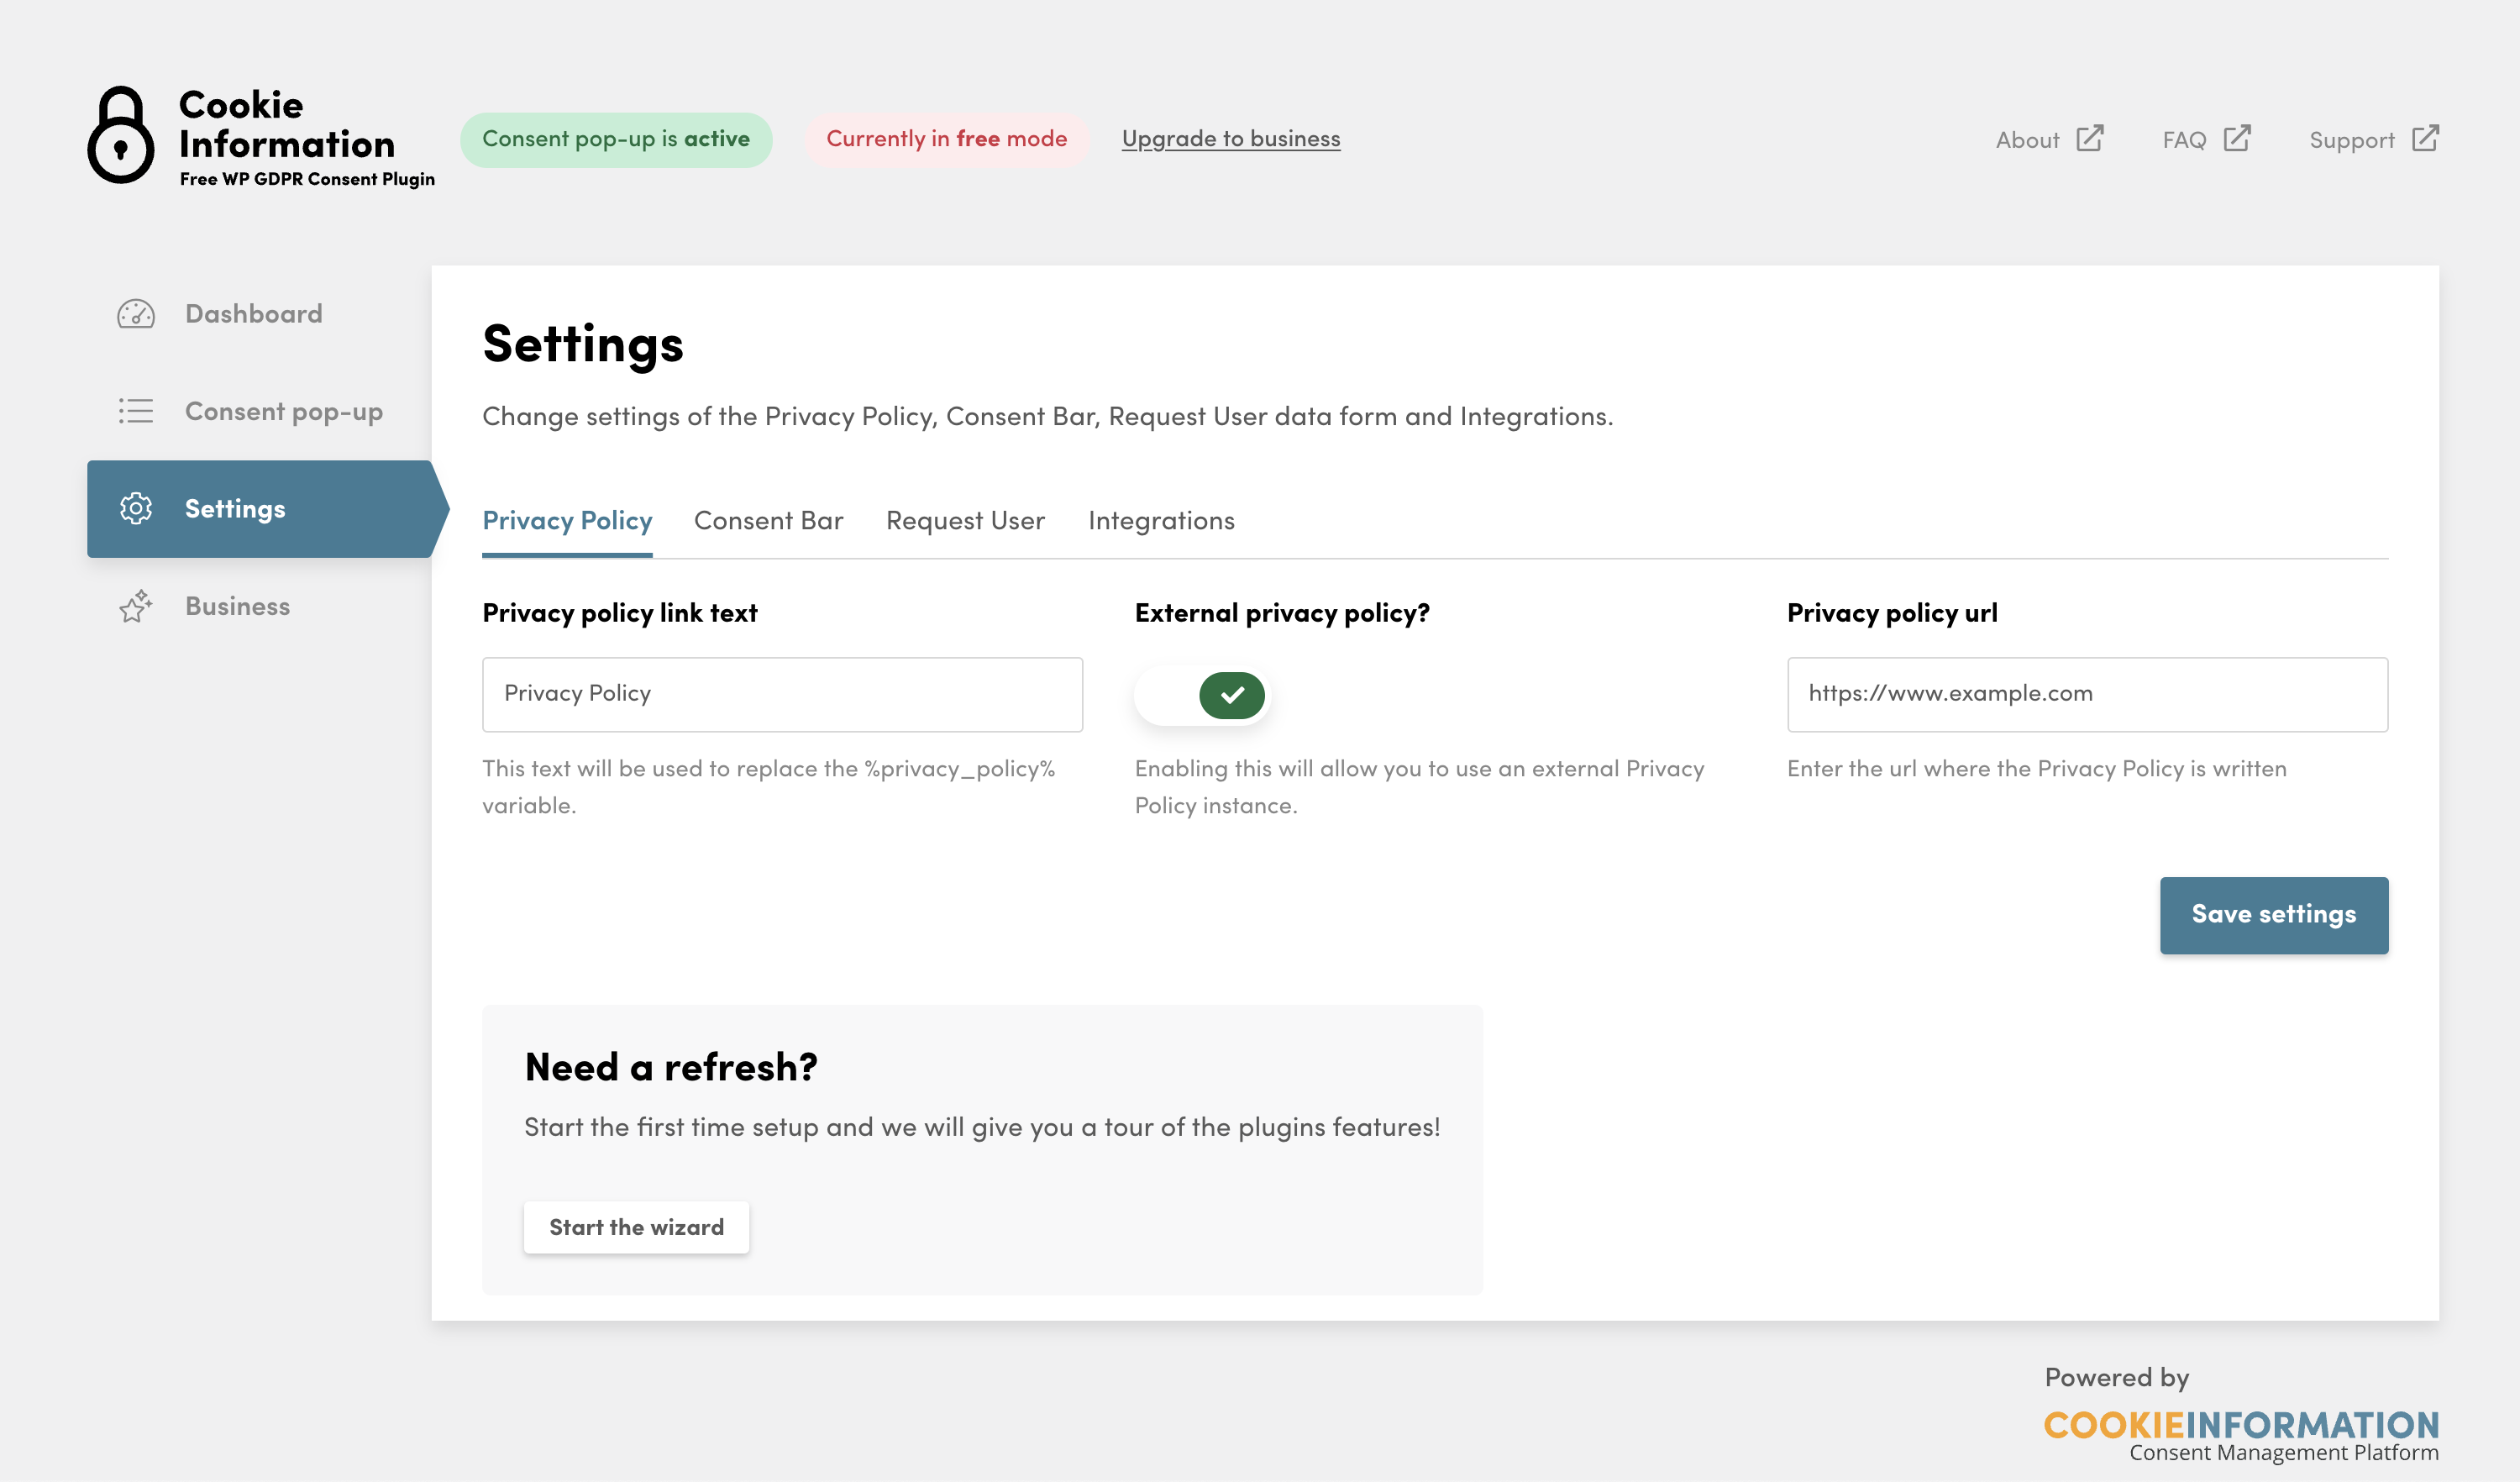 Cookie
Information
Free WP GDPR Consent Plugin
Consent pop-up is active
Currently in free mode
Upgrade to business
About
FAQ
Support
Dashboard
Consent pop-up
Settings
Business
Settings
Change settings of the Privacy Policy, Consent Bar, Request User data form and Integrations.
Privacy Policy
Consent Bar
Request User
Integrations
Privacy policy link text
Privacy Policy
This text will be used to replace the %privacy_policy%
variable.
External privacy policy?
Enabling this will allow you to use an external Privacy
Policy instance.
Privacy policy url
https://www.example.com
Enter the url where the Privacy Policy is written
Save settings
Need a refresh?
Start the first time setup and we will give you a tour of the plugins features!
Start the wizard
Powered by
COOKIEINFORMATION
Consent Management Platform